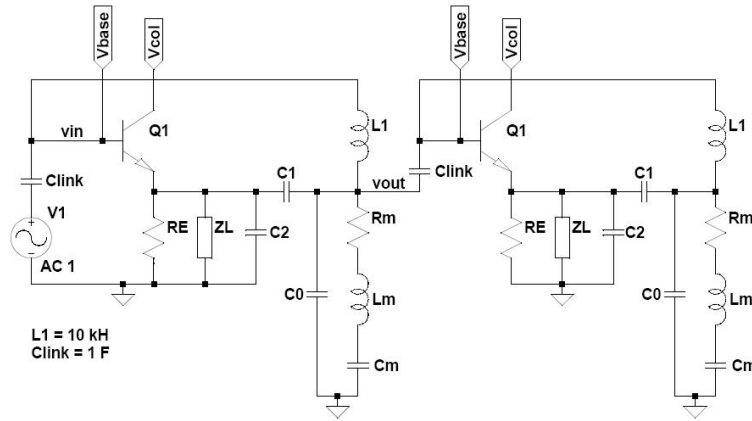 Vbase
Vcol
Vbase
Vcol
vin
Q1
L1
Q1
L1
Clink
C1
vout
Clink
C1
V1
RE
ZL
C2
Rm
RE
ZL
C2
Rm
AC 1
C0
Lm
C0
Lm
L1 = 10 kH
Clink = 1 F
Cm
Cm